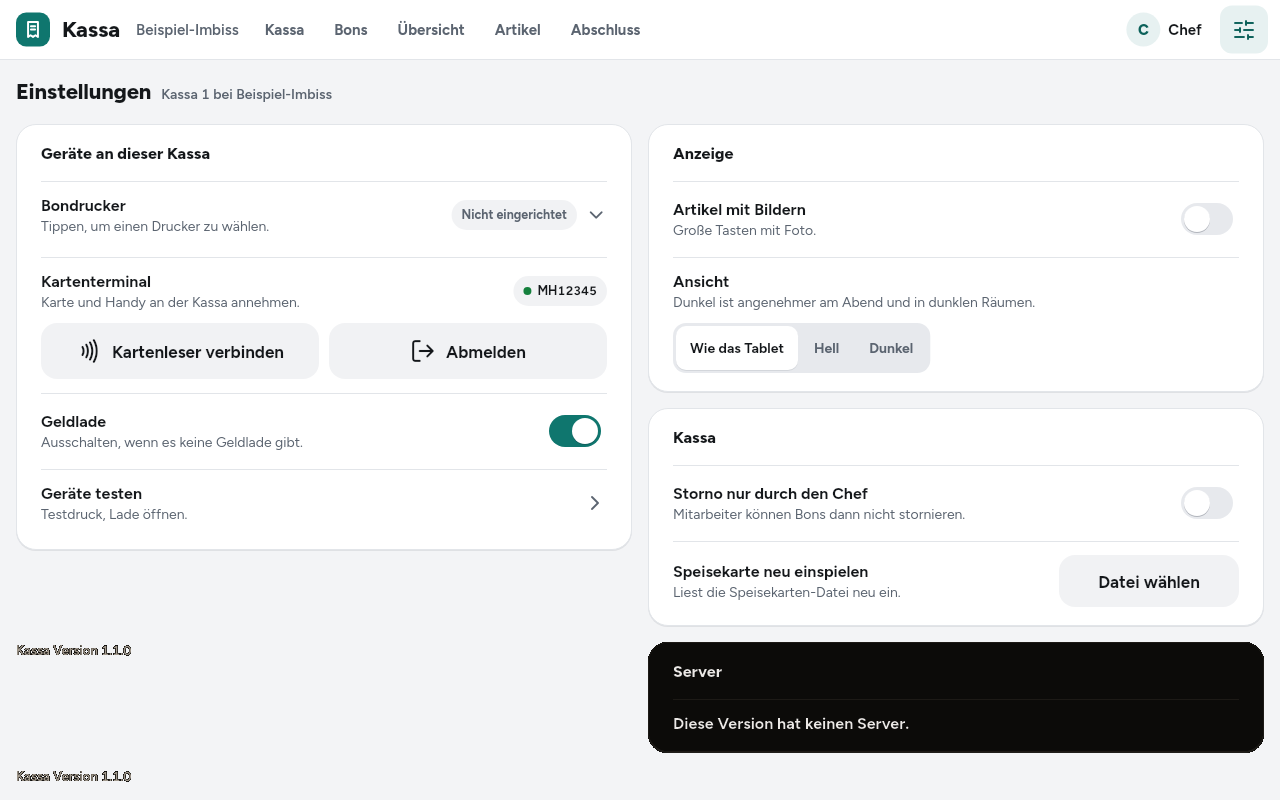 Kassa Beispiel-Imbiss Kassa Bons Übersicht Artikel Abschluss C Chef
Einstellungen Kassa 1 bei Beispiel-Imbiss
Geräte an dieser Kassa
Bondrucker
Tippen, um einen Drucker zu wählen.
Nicht eingerichtet
Kartenterminal
Karte und Handy an der Kassa annehmen.
MH12345
Kartenleser verbinden
Abmelden
Geldlade
Ausschalten, wenn es keine Geldlade gibt.
Geräte testen
Testdruck, Lade öffnen.
Anzeige
Artikel mit Bildern
Große Tasten mit Foto.
Ansicht
Dunkel ist angenehmer am Abend und in dunklen Räumen.
Wie das Tablet Hell Dunkel
Kassa
Storno nur durch den Chef
Mitarbeiter können Bons dann nicht stornieren.
Speisekarte neu einspielen
Liest die Speisekarten-Datei neu ein.
Datei wählen
Kassa Version 1.1.0
Server
Diese Version hat keinen Server.
Kassa Version 1.1.0